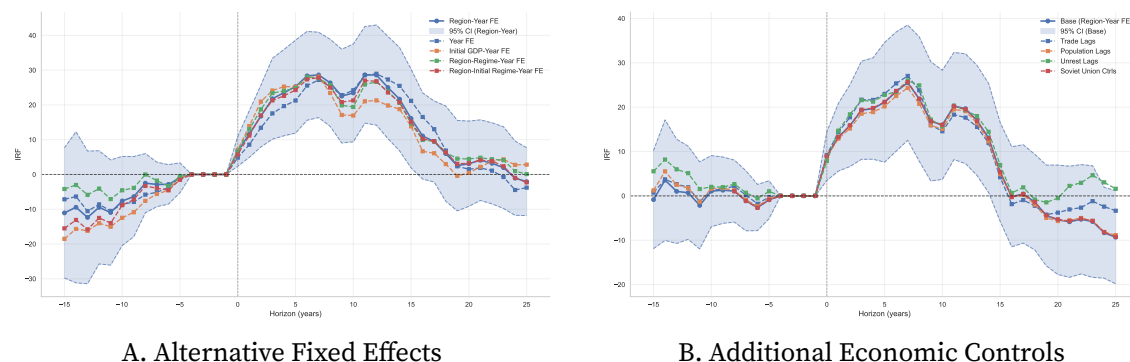 40
30
20
10
0
−10
−20
−30
IRF
−15
−10
−5
0
5
10
15
20
25
Horizon (years)
Region-Year FE
95% CI (Region-Year)
Year FE
Initial GDP-Year FE
Region-Regime-Year FE
Region-Initial Regime-Year FE
A. Alternative Fixed Effects
40
30
20
10
0
−10
−20
IRF
−15
−10
−5
0
5
10
15
20
25
Horizon (years)
Base (Region-Year FE)
95% CI (Base)
Trade Lags
Population Lags
Unrest Lags
Soviet Union Ctrls
B. Additional Economic Controls